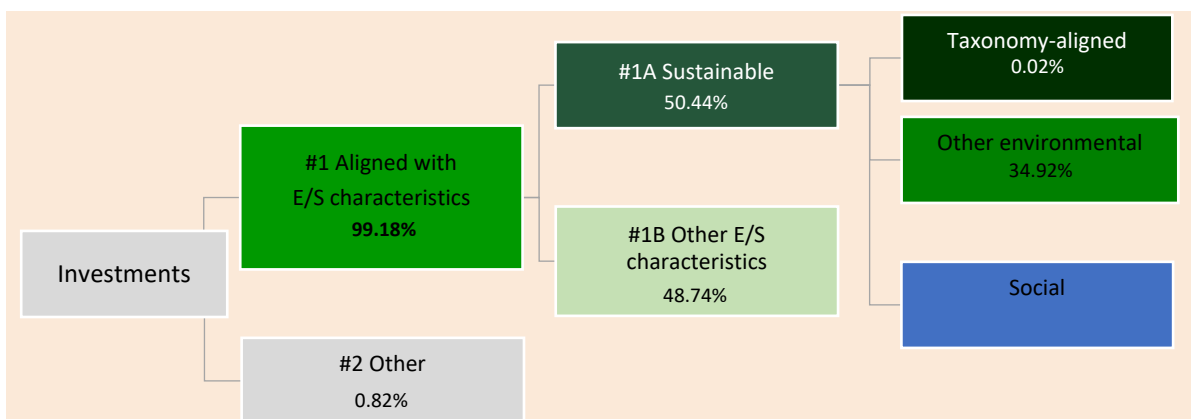 Investments
#1 Aligned with
E/S characteristics
99.18%
#2 Other
0.82%
#1A Sustainable
50.44%
#1B Other E/S
characteristics
48.74%
Taxonomy-aligned
0.02%
Other environmental
34.92%
Social